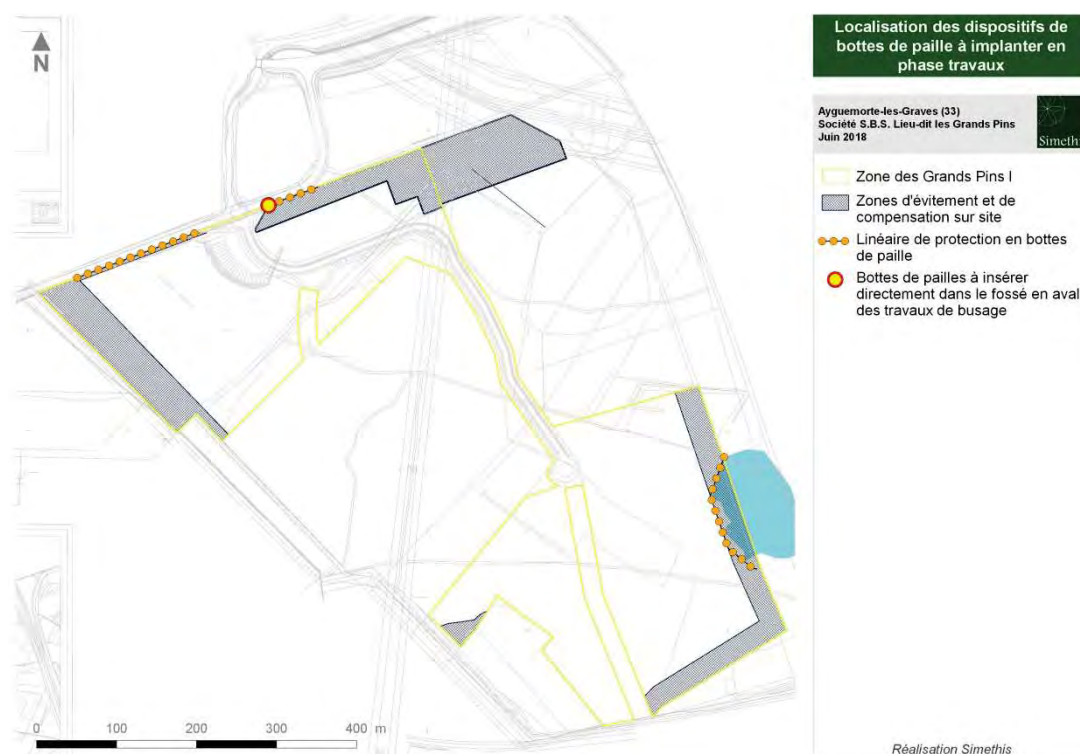 Localisation des dispositifs de
bottes de paille à implanter en
phase travaux
Ayguemorte-les-Graves (33)
Société S.B.S. Lieu-dit les Grands Pins
Juin 2018
Simethis
Zone des Grands Pins I
Zones d'évitement et de
compensation sur site
Linéaire de protection en bottes
de paille
Bottes de pailles à insérer
directement dans le fossé en aval
des travaux de busage
N
0 100 200 300 400 m
Réalisation Simethis